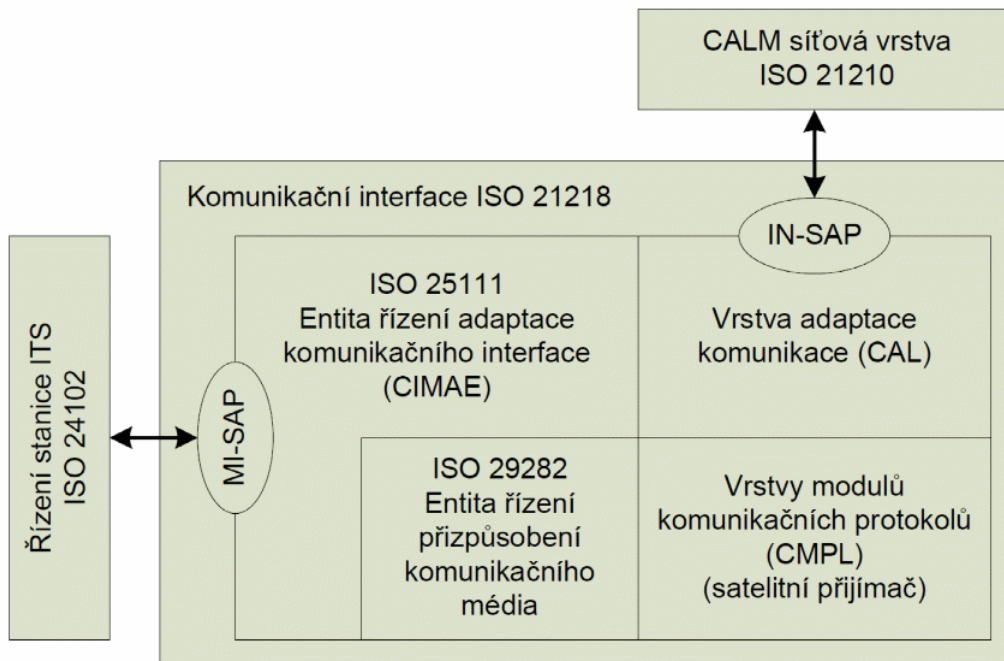 CALM síťová vrstva
ISO 21210
Komunikační interface ISO 21218
IN-SAP
Řízení stanice ITS
ISO 24102
MI-SAP
ISO 25111
Entita řízení adaptace
komunikačního interface
(CIMAE)
Vrstva adaptace
komunikace (CAL)
ISO 29282
Entita řízení
přizpůsobení
komunikačního
média
Vrstvy modulů
komunikačních protokolů
(CMPL)
(satelitní přijímač)